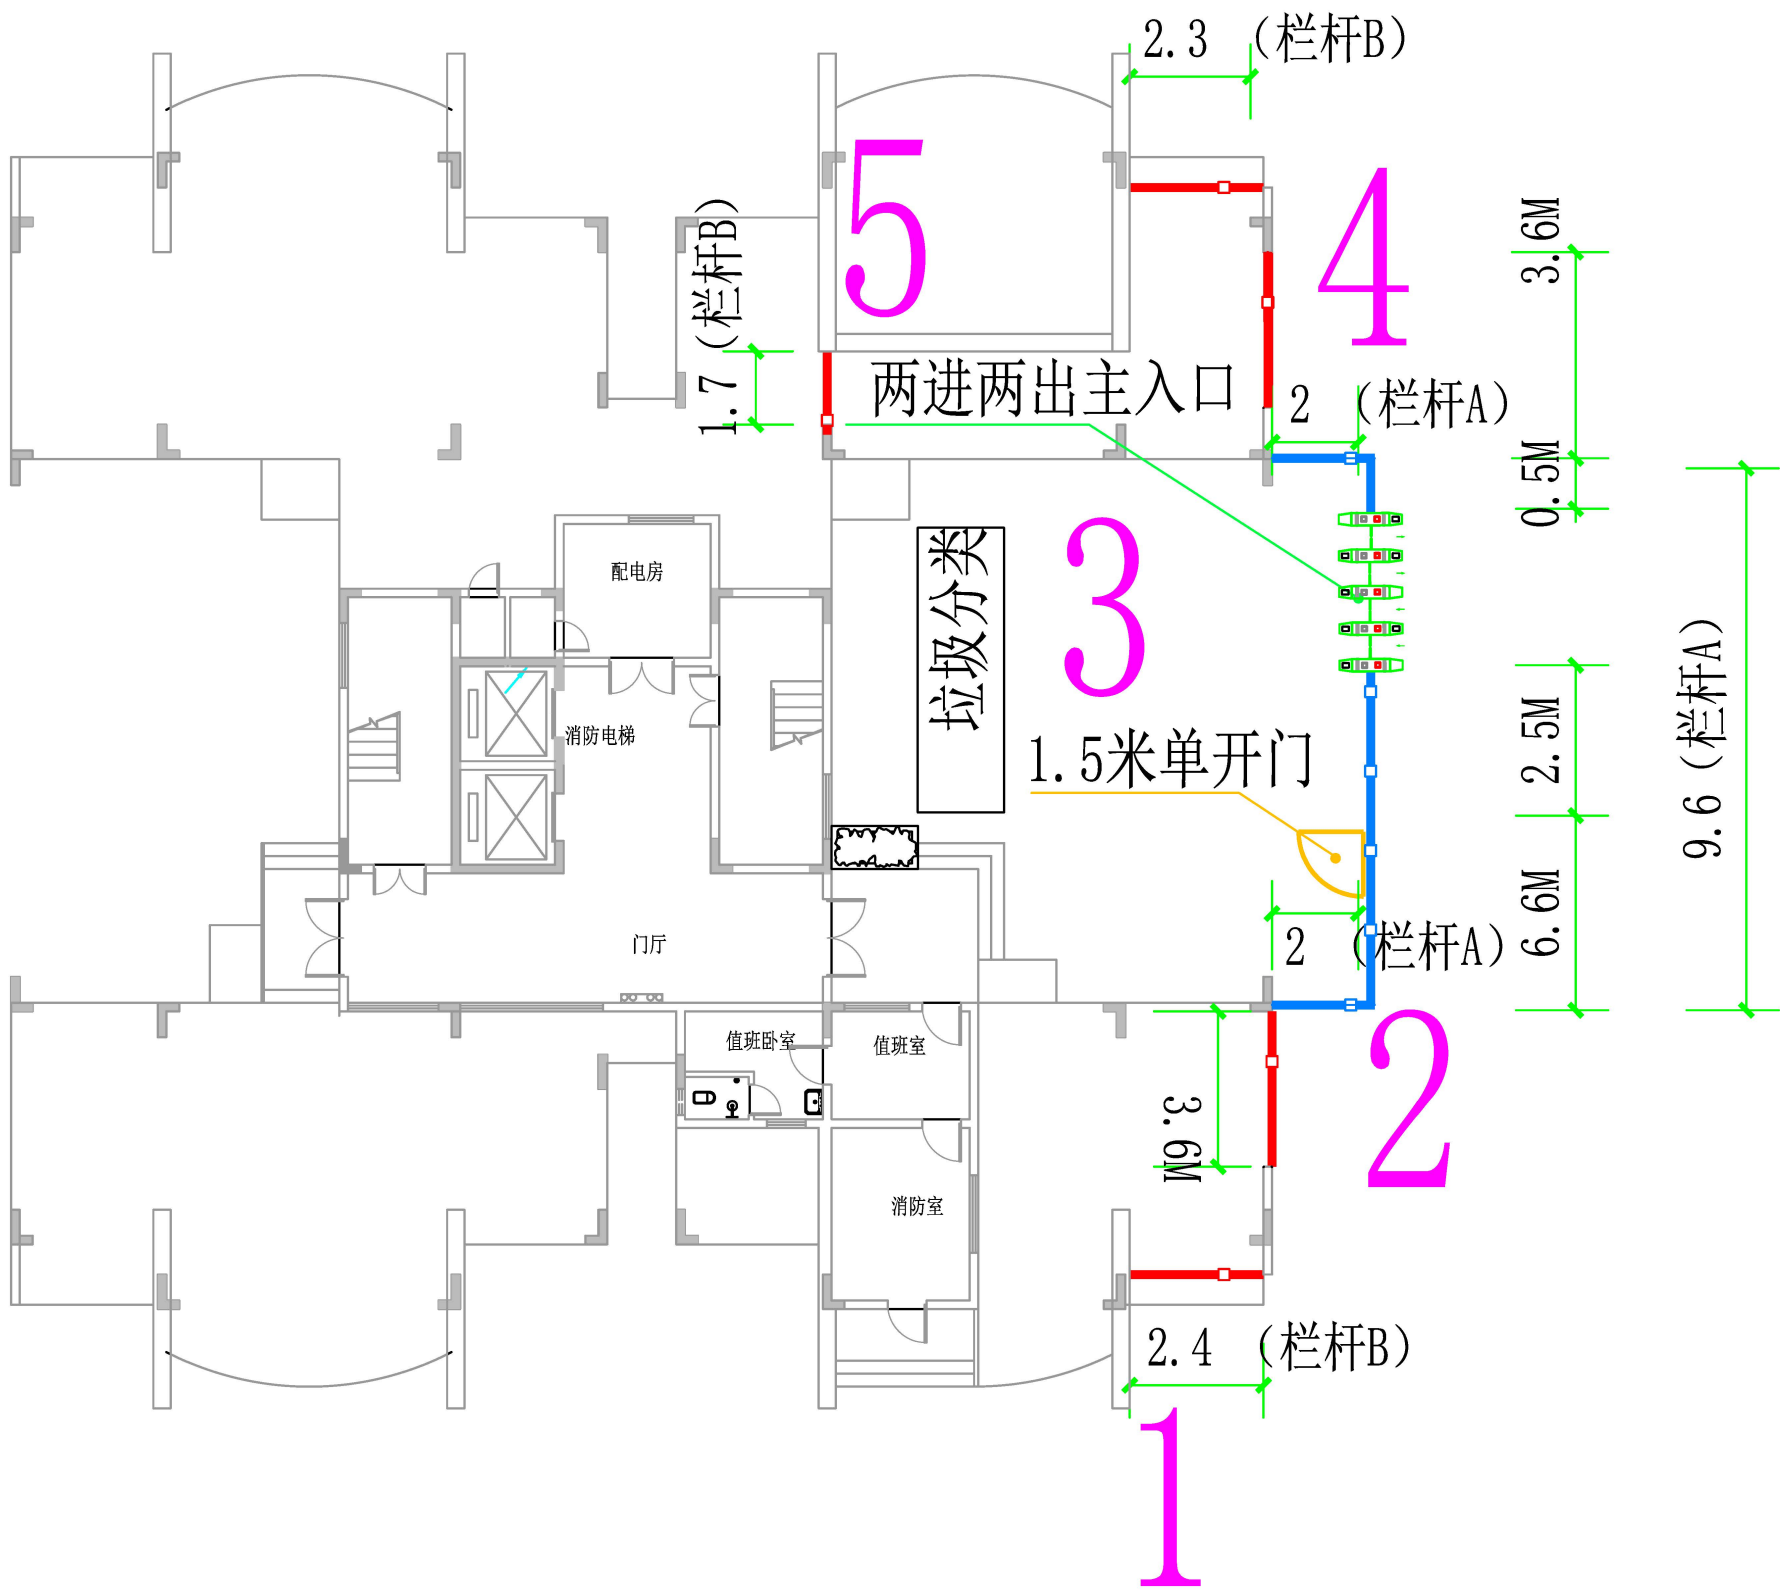 2.3 （栏杆B）
5
4
3.6M
1.7（栏杆B）
两进两出主入口
2 （栏杆A）
0.5M
3
垃圾分类
配电房
9.6（栏杆A）
消防电梯
2.5M
1.5米单开门
6.6M
2 （栏杆A）
门厅
2
值班卧室
值班室
3.6M
消防室
2.4 （栏杆B）
1